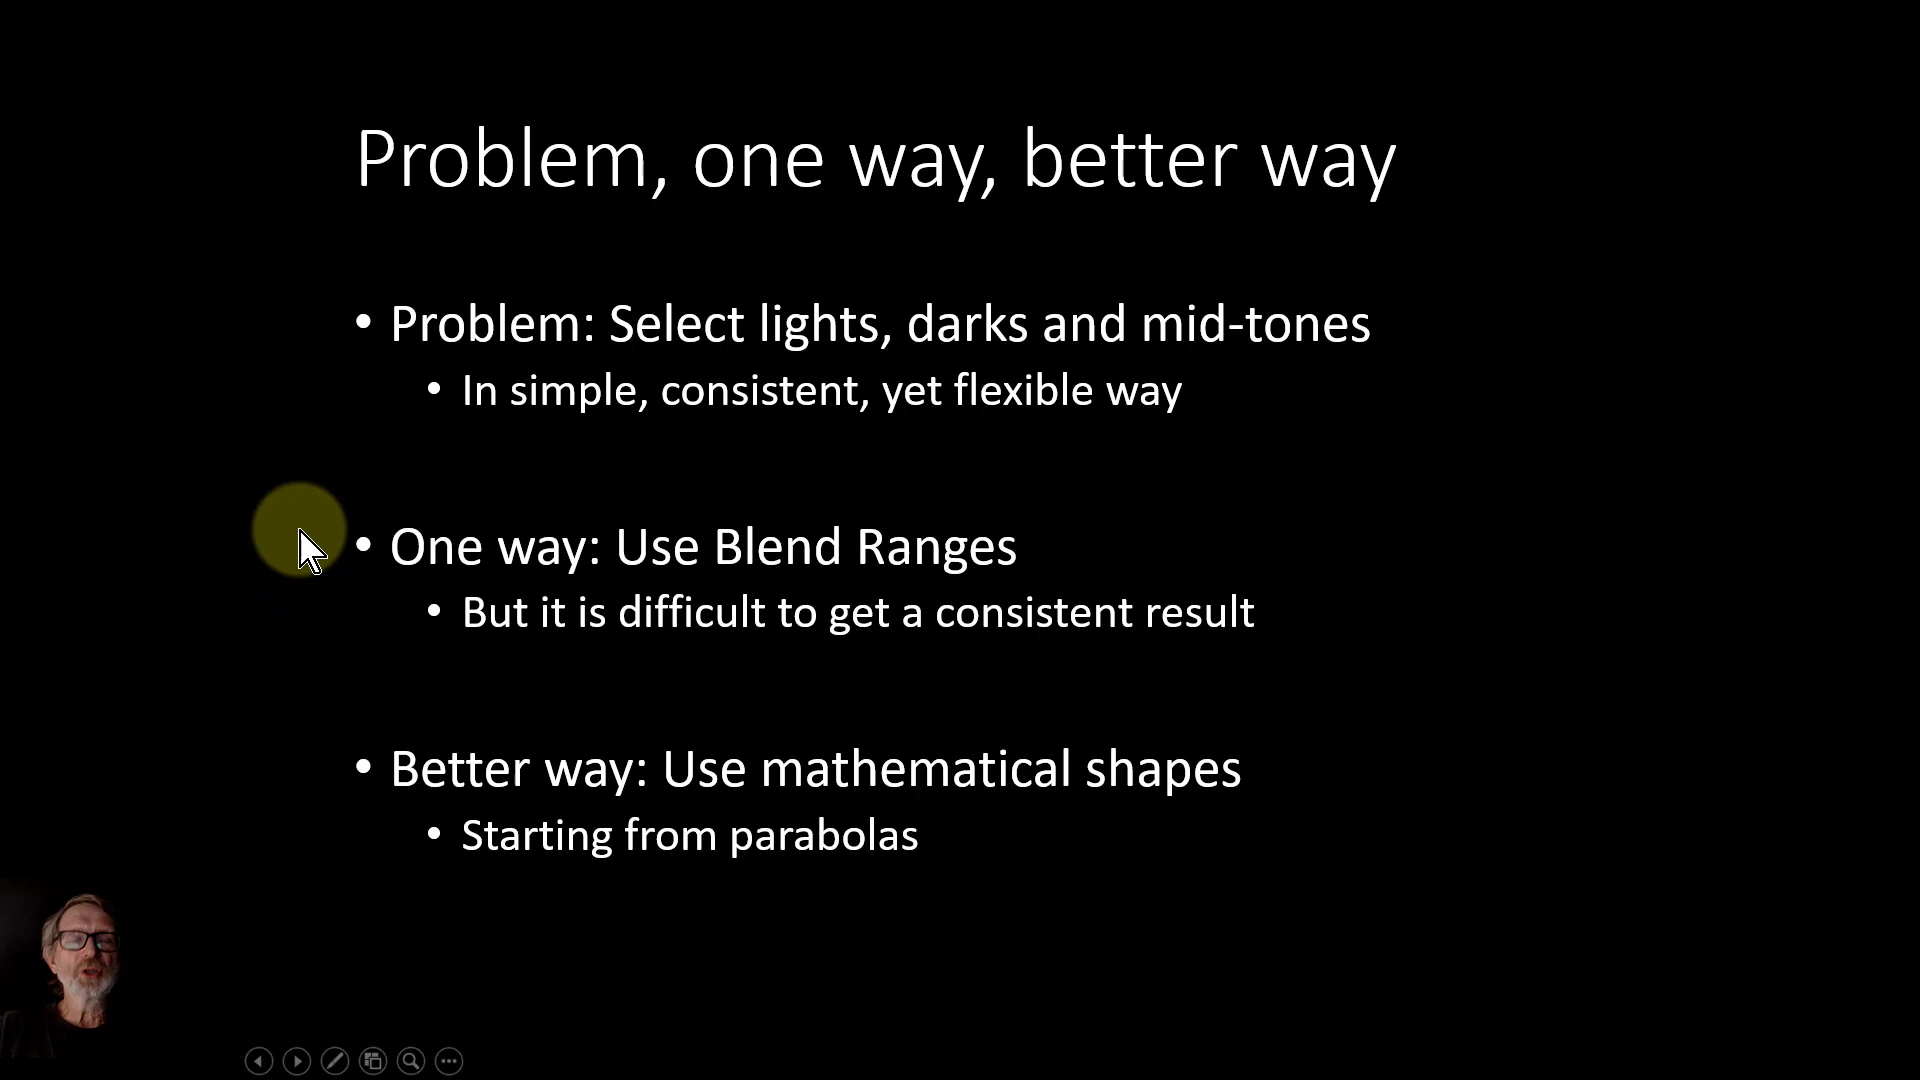 Problem, one way, better way
• Problem: Select lights, darks and mid-tones
• In simple, consistent, yet flexible way
• One way: Use Blend Ranges
• But it is difficult to get a consistent result
• Better way: Use mathematical shapes
• Starting from parabolas